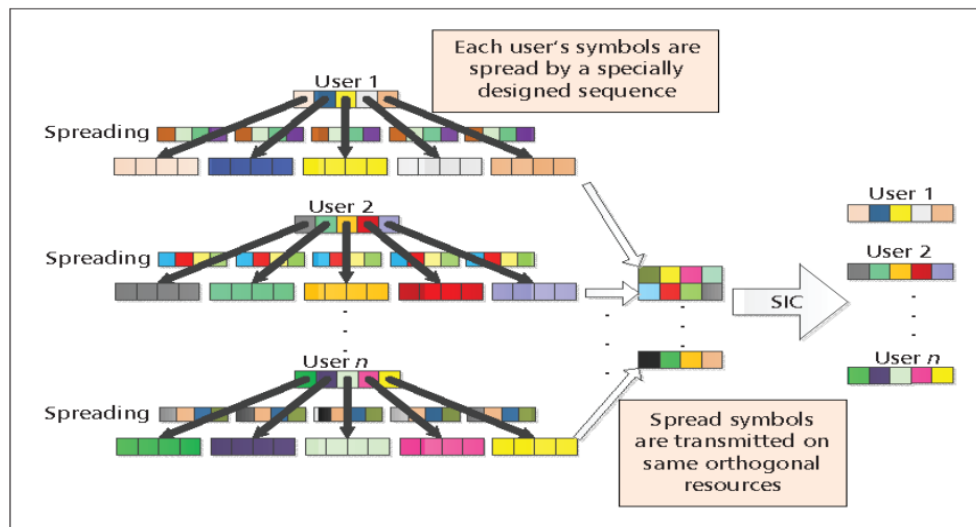 Each user's symbols are
spread by a specially
designed sequence
User 1
Spreading
User 2
Spreading
User n
Spreading
SIC
User 1
User 2
User n
Spread symbols
are transmitted on
same orthogonal
resources